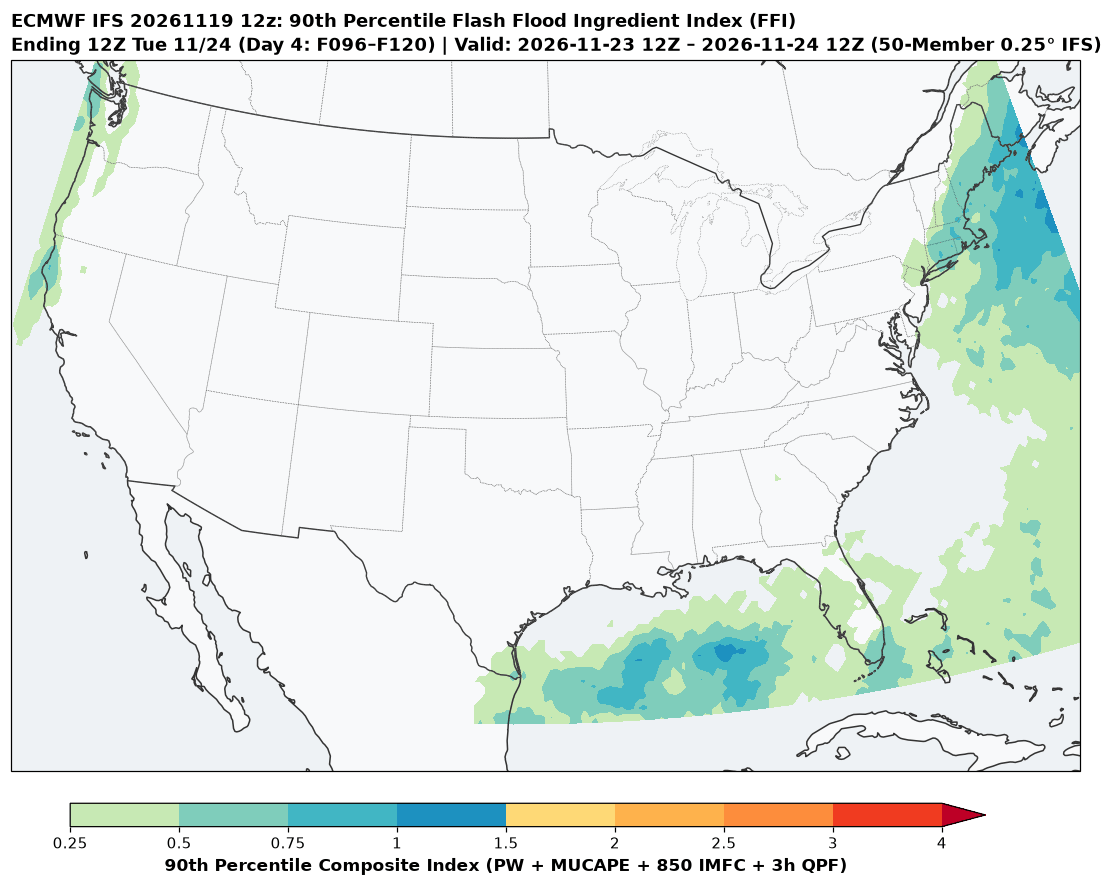 ECMWF IFS 20261119 12z: 90th Percentile Flash Flood Ingredient Index (FFI)
Ending 12Z Tue 11/24 (Day 4: F096–F120) | Valid: 2026-11-23 12Z – 2026-11-24 12Z (50-Member 0.25° IFS)
0.25 0.5 0.75 1 1.5 2 2.5 3 4
90th Percentile Composite Index (PW + MUCAPE + 850 IMFC + 3h QPF)